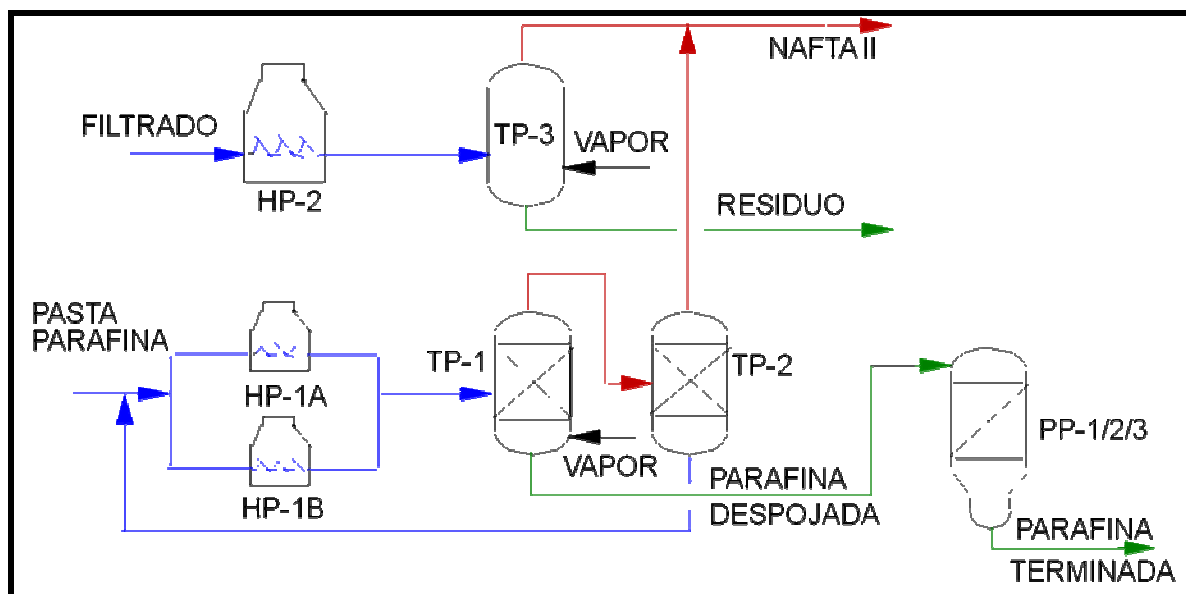 NAFTA II
FILTRADO
TP-3
VAPOR
HP-2
RESIDUO
PASTA
PARAFINA
HP-1A
TP-1
TP-2
PP-1/2/3
HP-1B
VAPOR
PARAFINA
DESPOJADA
PARAFINA
TERMINADA